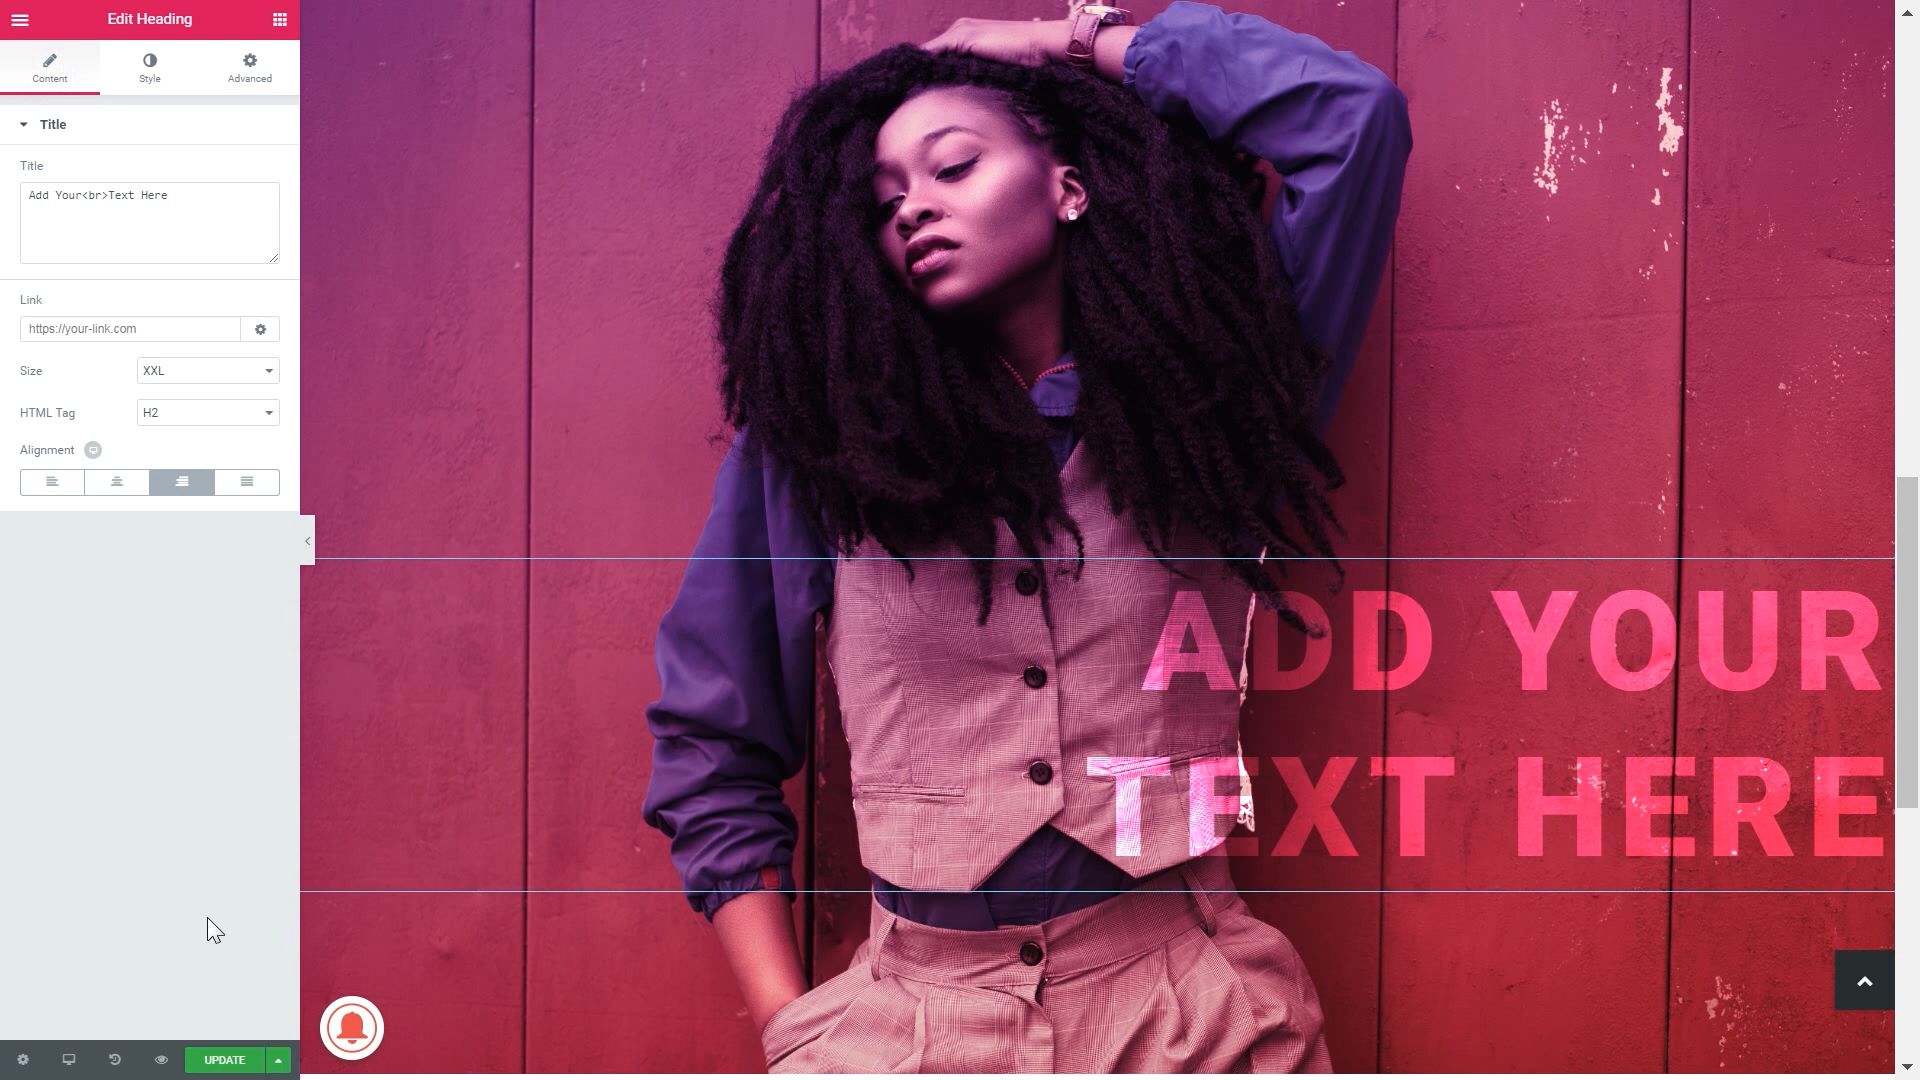 Edit Heading
Content
Style
Advanced
Title
Title
Add Your<br>Text Here
Link
https://your-link.com
Size
XXL
HTML Tag
H2
Alignment
ADD YOUR
TEXT HERE
UPDATE